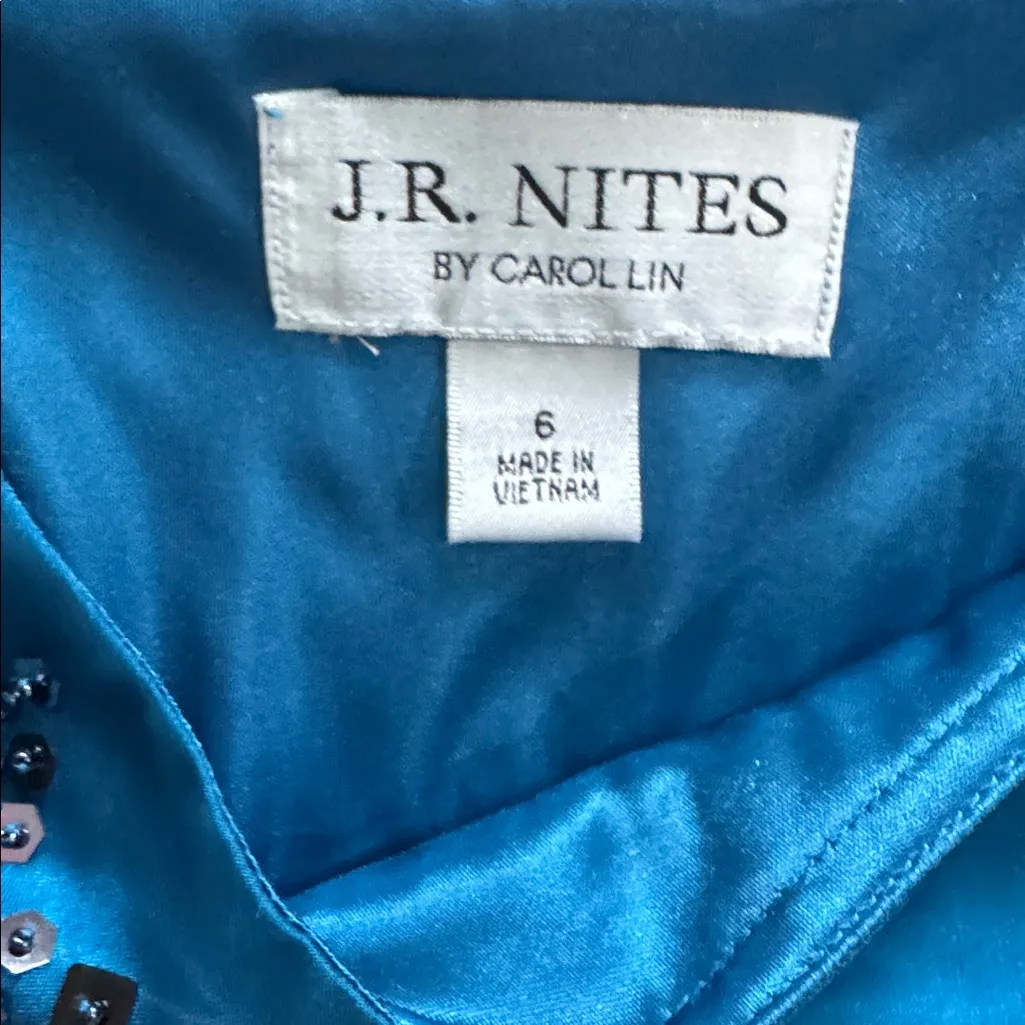 J.R. NITES
BY CAROL LIN
6
MADE IN
VIETNAM